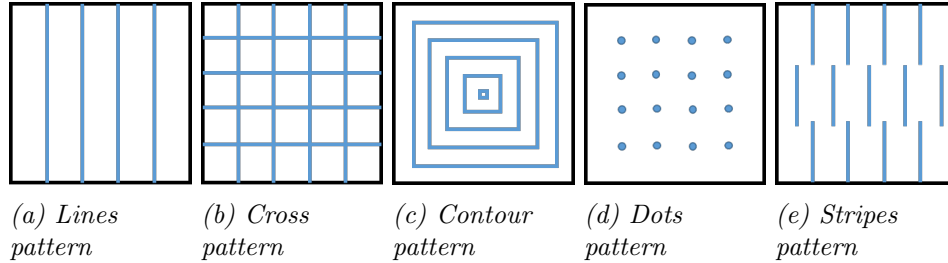 (a) Lines
pattern
(b) Cross
pattern
(c) Contour
pattern
(d) Dots
pattern
(e) Stripes
pattern